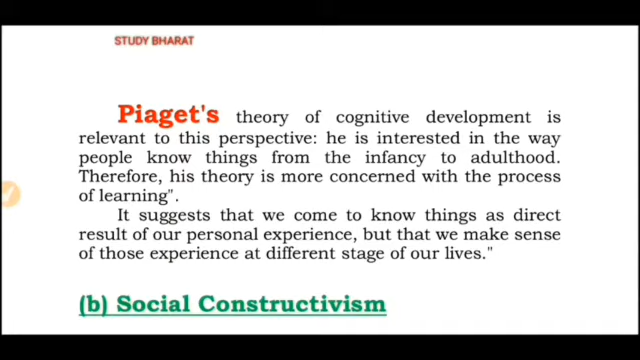 STUDY BHARAT
Piaget's theory of cognitive development is
relevant to this perspective: he is interested in the way
people know things from the infancy to adulthood.
Therefore, his theory is more concerned with the process
of learning".
It suggests that we come to know things as direct
result of our personal experience, but that we make sense
of those experience at different stage of our lives."
(b) Social Constructivism